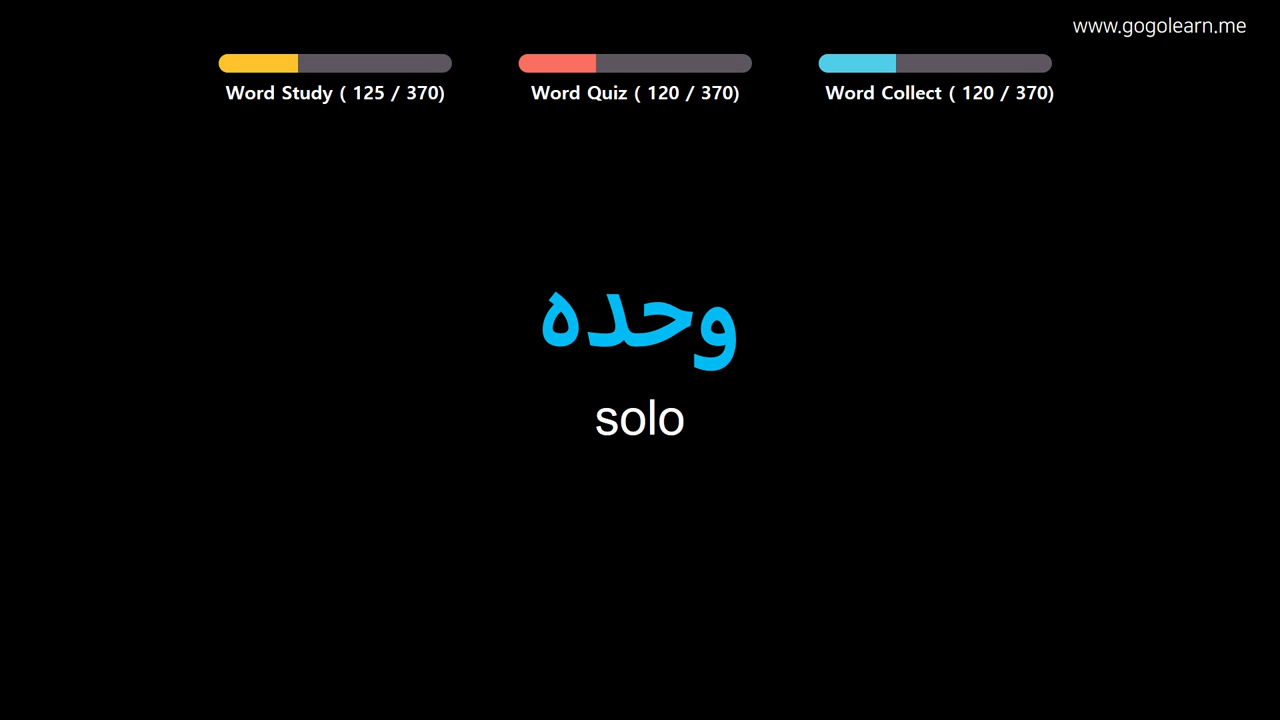 www.gogolearn.me
Word Study ( 125 / 370)
Word Quiz ( 120 / 370)
Word Collect ( 120 / 370)
وحده
solo